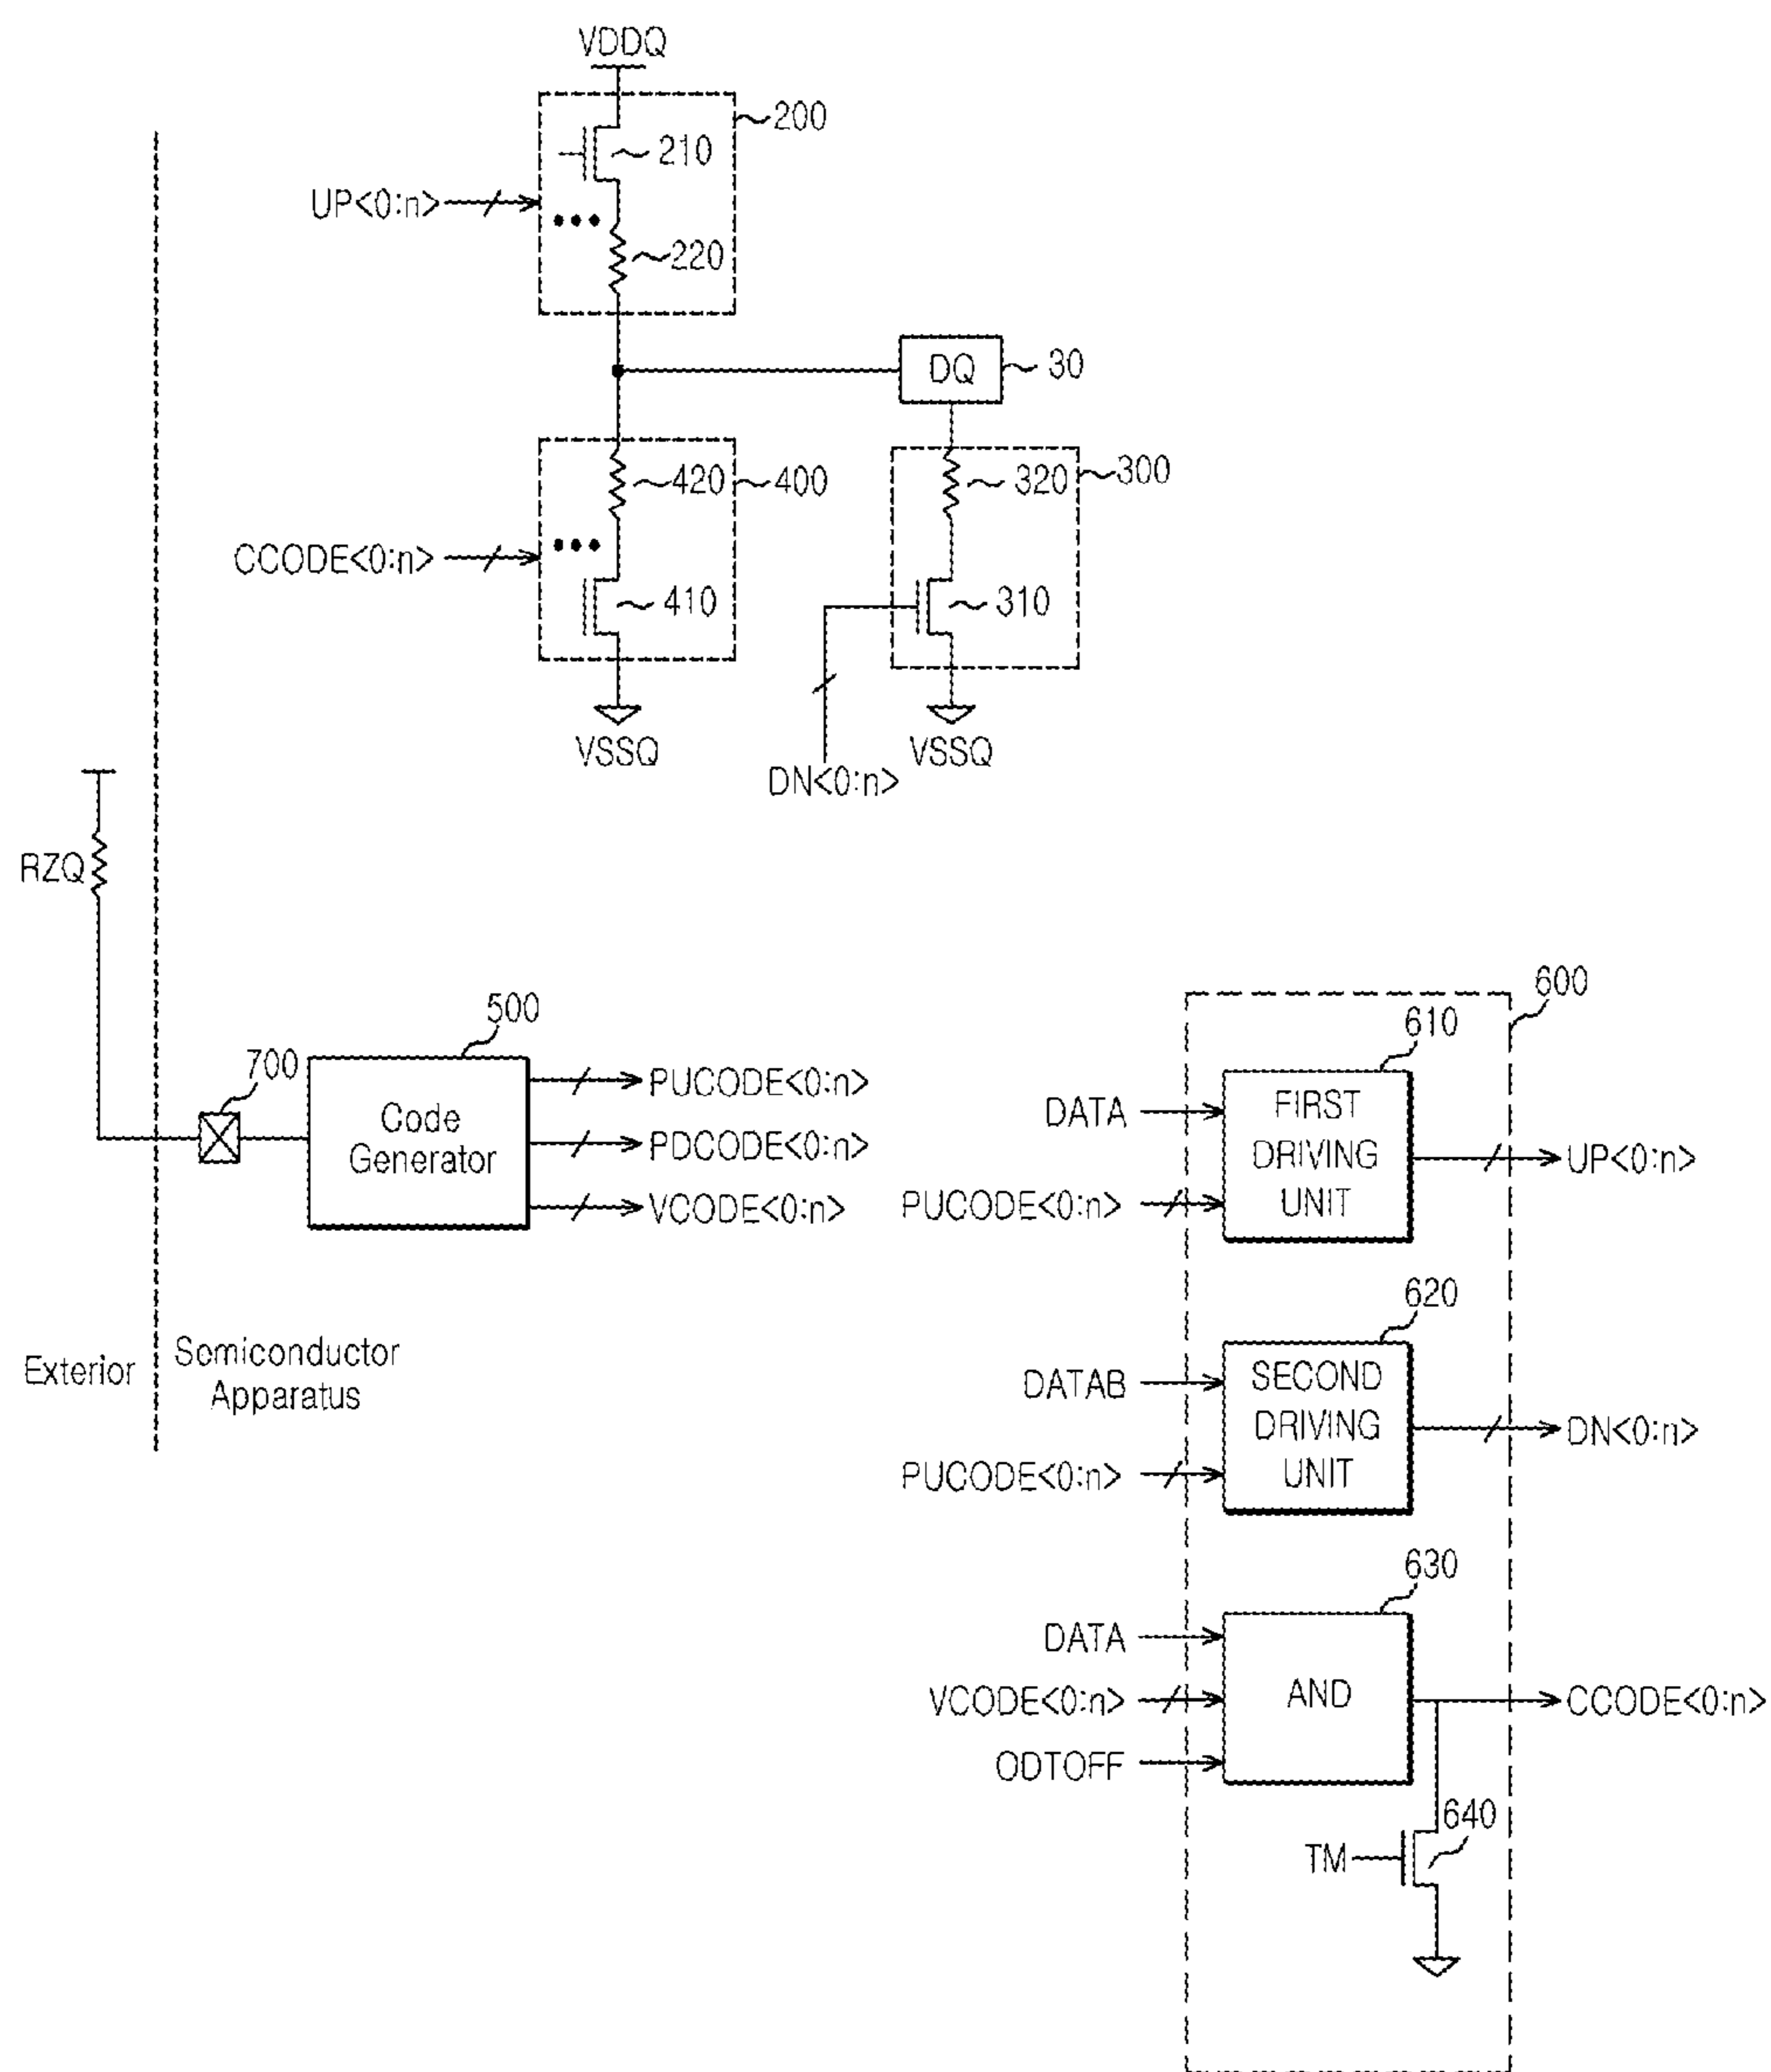 VDDQ
200
210
UP<0:n>
220
DQ
30
420
400
320
300
CCODE<0:n>
410
310
VSSQ
VSSQ
DN<0:n>
RZQ
500
700
Code
Generator
PUCODE<0:n>
PDCODE<0:n>
VCODE<0:n>
Exterior
Semiconductor
Apparatus
600
610
DATA
PUCODE<0:n>
FIRST
DRIVING
UNIT
UP<0:n>
620
DATAB
PUCODE<0:n>
SECOND
DRIVING
UNIT
DN<0:n>
630
DATA
VCODE<0:n>
ODTOFF
AND
CCODE<0:n>
640
TM